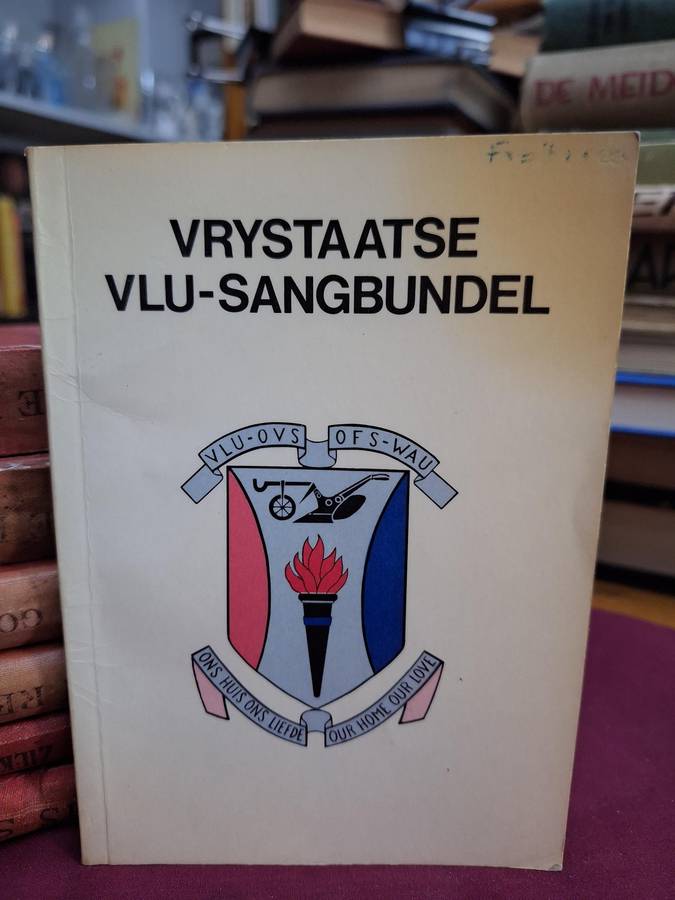 VRYSTAATSE
VLU-SANGBUNDEL
VLU-OVS OFS-WAU
ONS HUIS ONS LIEFDE OUR HOME OUR LOVE
DE MEID